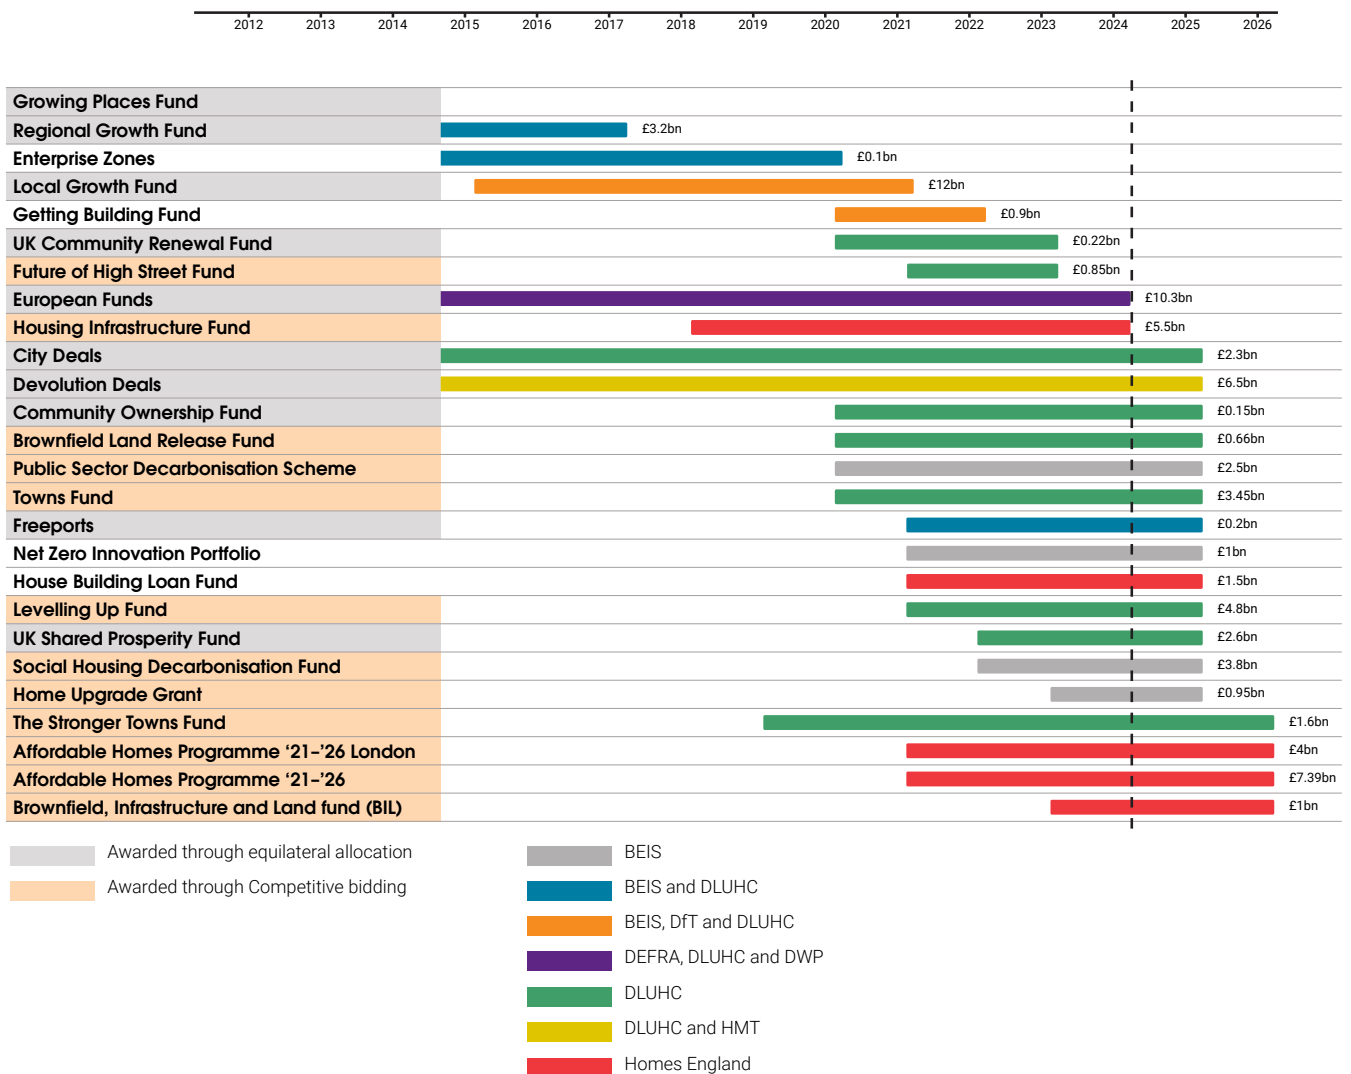 2012 2013 2014 2015 2016 2017 2018 2019 2020 2021 2022 2023 2024 2025 2026
Growing Places Fund
Regional Growth Fund £3.2bn
Enterprise Zones £0.1bn
Local Growth Fund £12bn
Getting Building Fund £0.9bn
UK Community Renewal Fund £0.22bn
Future of High Street Fund £0.85bn
European Funds £10.3bn
Housing Infrastructure Fund £5.5bn
City Deals £2.3bn
Devolution Deals £6.5bn
Community Ownership Fund £0.15bn
Brownfield Land Release Fund £0.66bn
Public Sector Decarbonisation Scheme £2.5bn
Towns Fund £3.45bn
Freeports £0.2bn
Net Zero Innovation Portfolio £1bn
House Building Loan Fund £1.5bn
Levelling Up Fund £4.8bn
UK Shared Prosperity Fund £2.6bn
Social Housing Decarbonisation Fund £3.8bn
Home Upgrade Grant £0.95bn
The Stronger Towns Fund £1.6bn
Affordable Homes Programme ‘21–’26 London £4bn
Affordable Homes Programme ‘21–’26 £7.39bn
Brownfield, Infrastructure and Land fund (BIL) £1bn
Awarded through equilateral allocation
Awarded through Competitive bidding
BEIS
BEIS and DLUHC
BEIS, DfT and DLUHC
DEFRA, DLUHC and DWP
DLUHC
DLUHC and HMT
Homes England